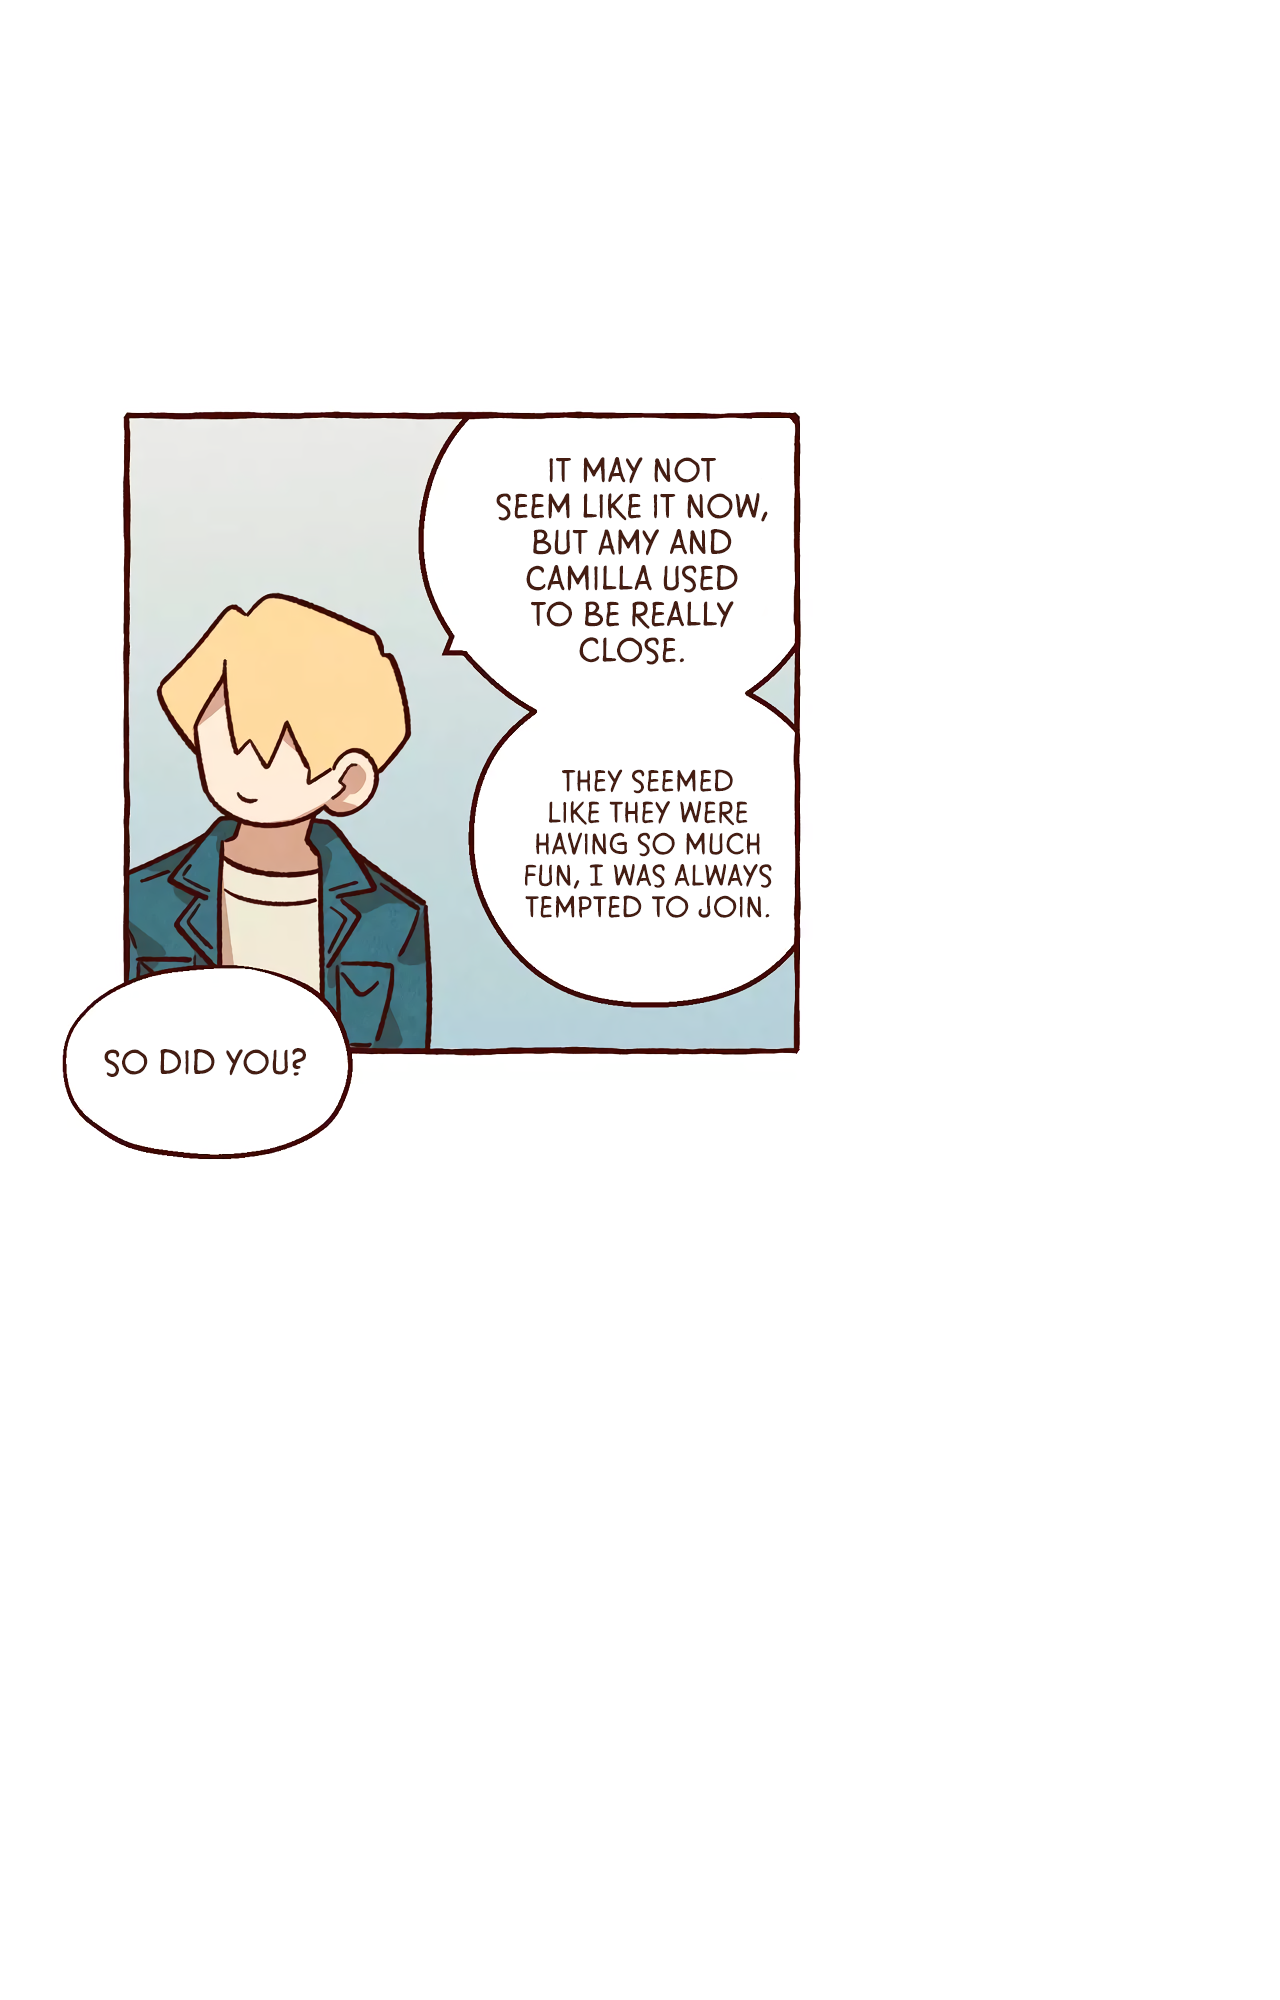 IT MAY NOT
SEEM LIKE IT NOW,
BUT AMY AND
CAMILLA USED
TO BE REALLY
CLOSE.
THEY SEEMED
LIKE THEY WERE
HAVING SO MUCH
FUN, I WAS ALWAYS
TEMPTED TO JOIN.
SO DID YOU?